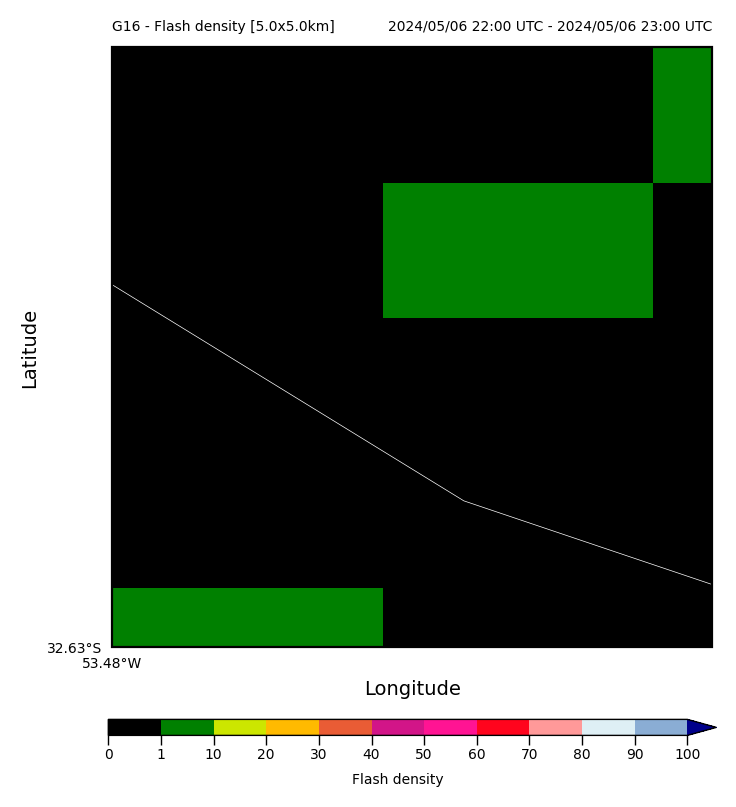 G16 - Flash density [5.0x5.0km] 2024/05/06 22:00 UTC - 2024/05/06 23:00 UTC
Latitude
32.63°S
53.48°W
Longitude
0 1 10 20 30 40 50 60 70 80 90 100
Flash density